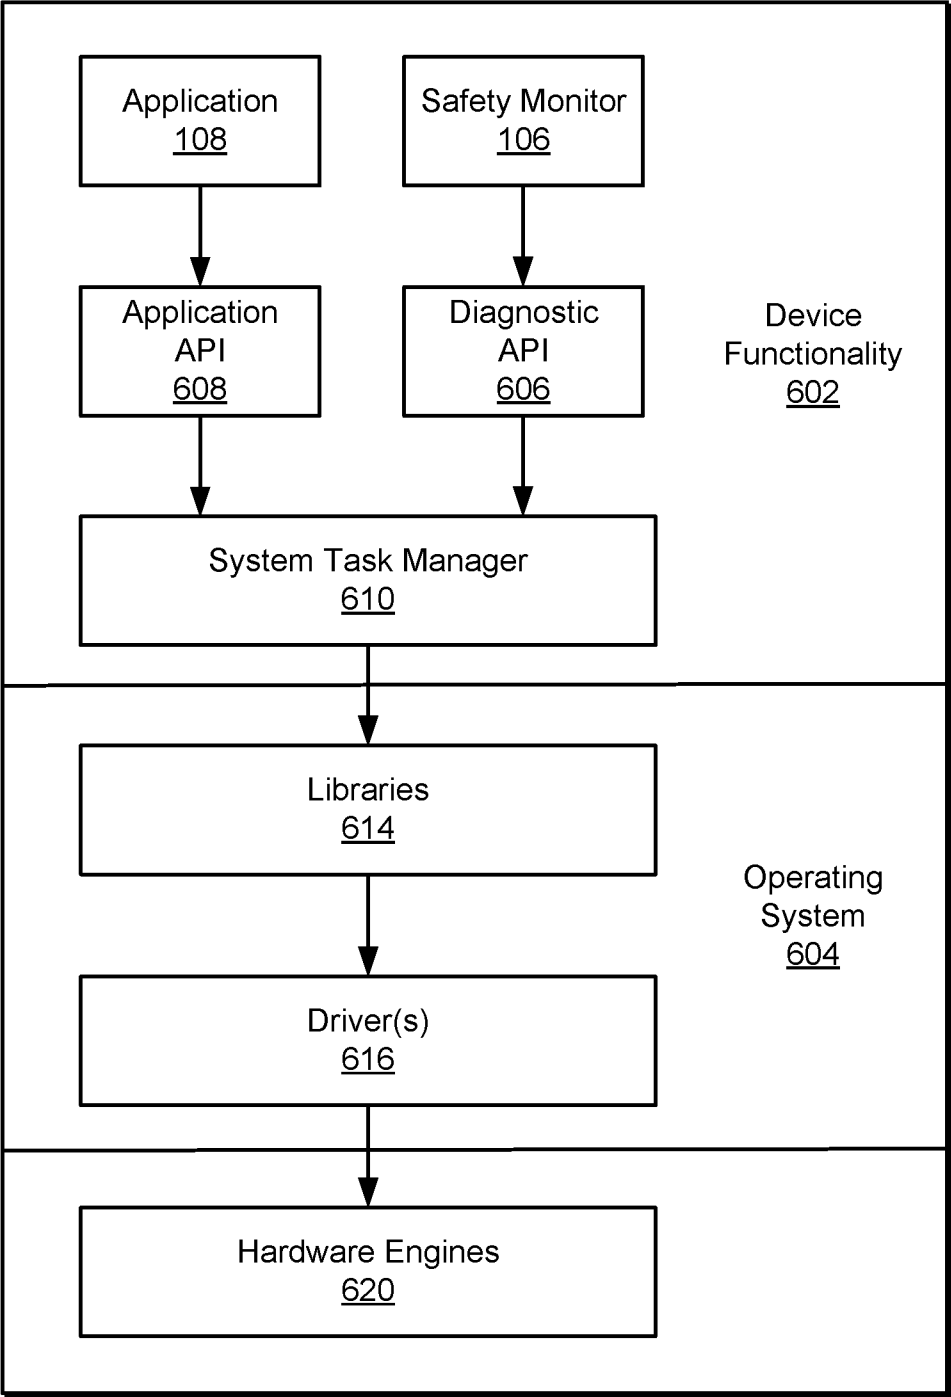 Application
108
Safety Monitor
106
Application
API
608
Diagnostic
API
606
Device
Functionality
602
System Task Manager
610
Libraries
614
Operating
System
604
Driver(s)
616
Hardware Engines
620